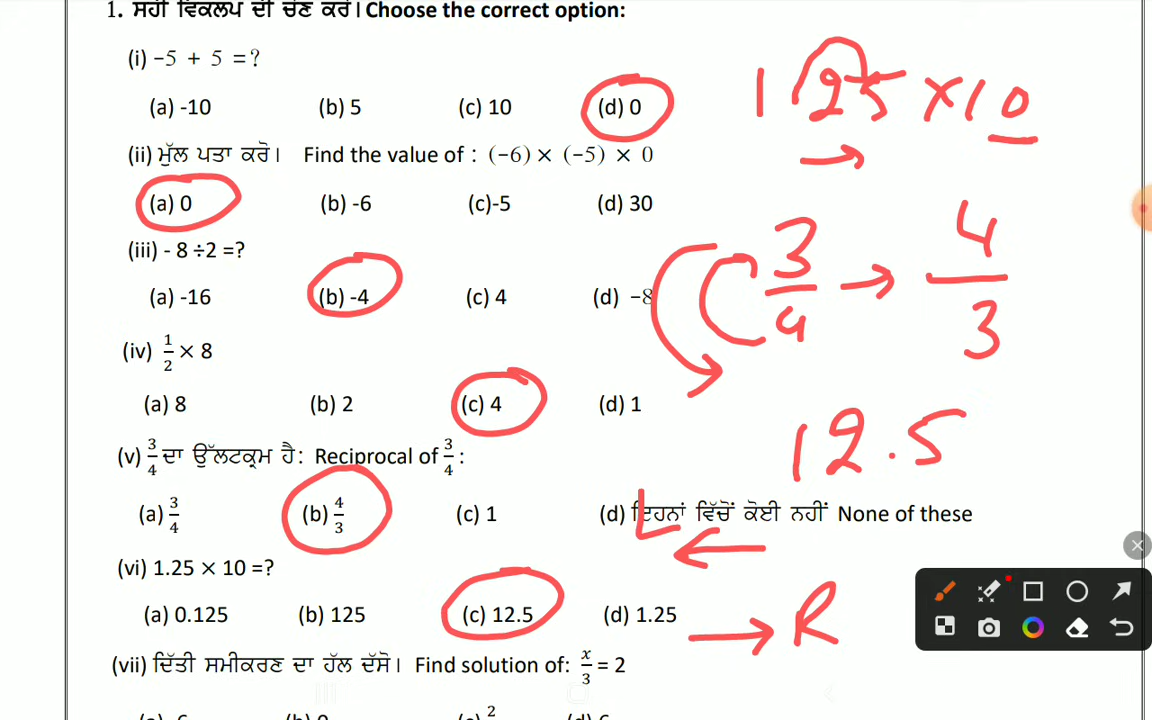 1. ਸਹੀ ਵਿਕਲਪ ਦੀ ਚੋਣ ਕਰੋ। Choose the correct option:
(i) -5 + 5 =?
(a) -10 (b) 5 (c) 10 (d) 0
(ii) ਮੁੱਲ ਪਤਾ ਕਰੋ। Find the value of : (−6) × (−5) × 0
(a) 0 (b) -6 (c)-5 (d) 30
(iii) - 8 ÷2 =?
(a) -16 (b) -4 (c) 4 (d) -8
(iv) 1/2 × 8
(a) 8 (b) 2 (c) 4 (d) 1
(v) 3/4 ਦਾ ਉੱਲਟਕ੍ਰਮ ਹੈ: Reciprocal of 3/4 :
(a) 3/4 (b) 4/3 (c) 1 (d) ਇਹਨਾਂ ਵਿੱਚੋਂ ਕੋਈ ਨਹੀਂ None of these
(vi) 1.25 × 10 =?
(a) 0.125 (b) 125 (c) 12.5 (d) 1.25
(vii) ਦਿੱਤੀ ਸਮੀਕਰਣ ਦਾ ਹੱਲ ਦੱਸੋ। Find solution of: x/3 = 2
1 25 × 10
3/4 → 4/3
12.5
L ←
→ R